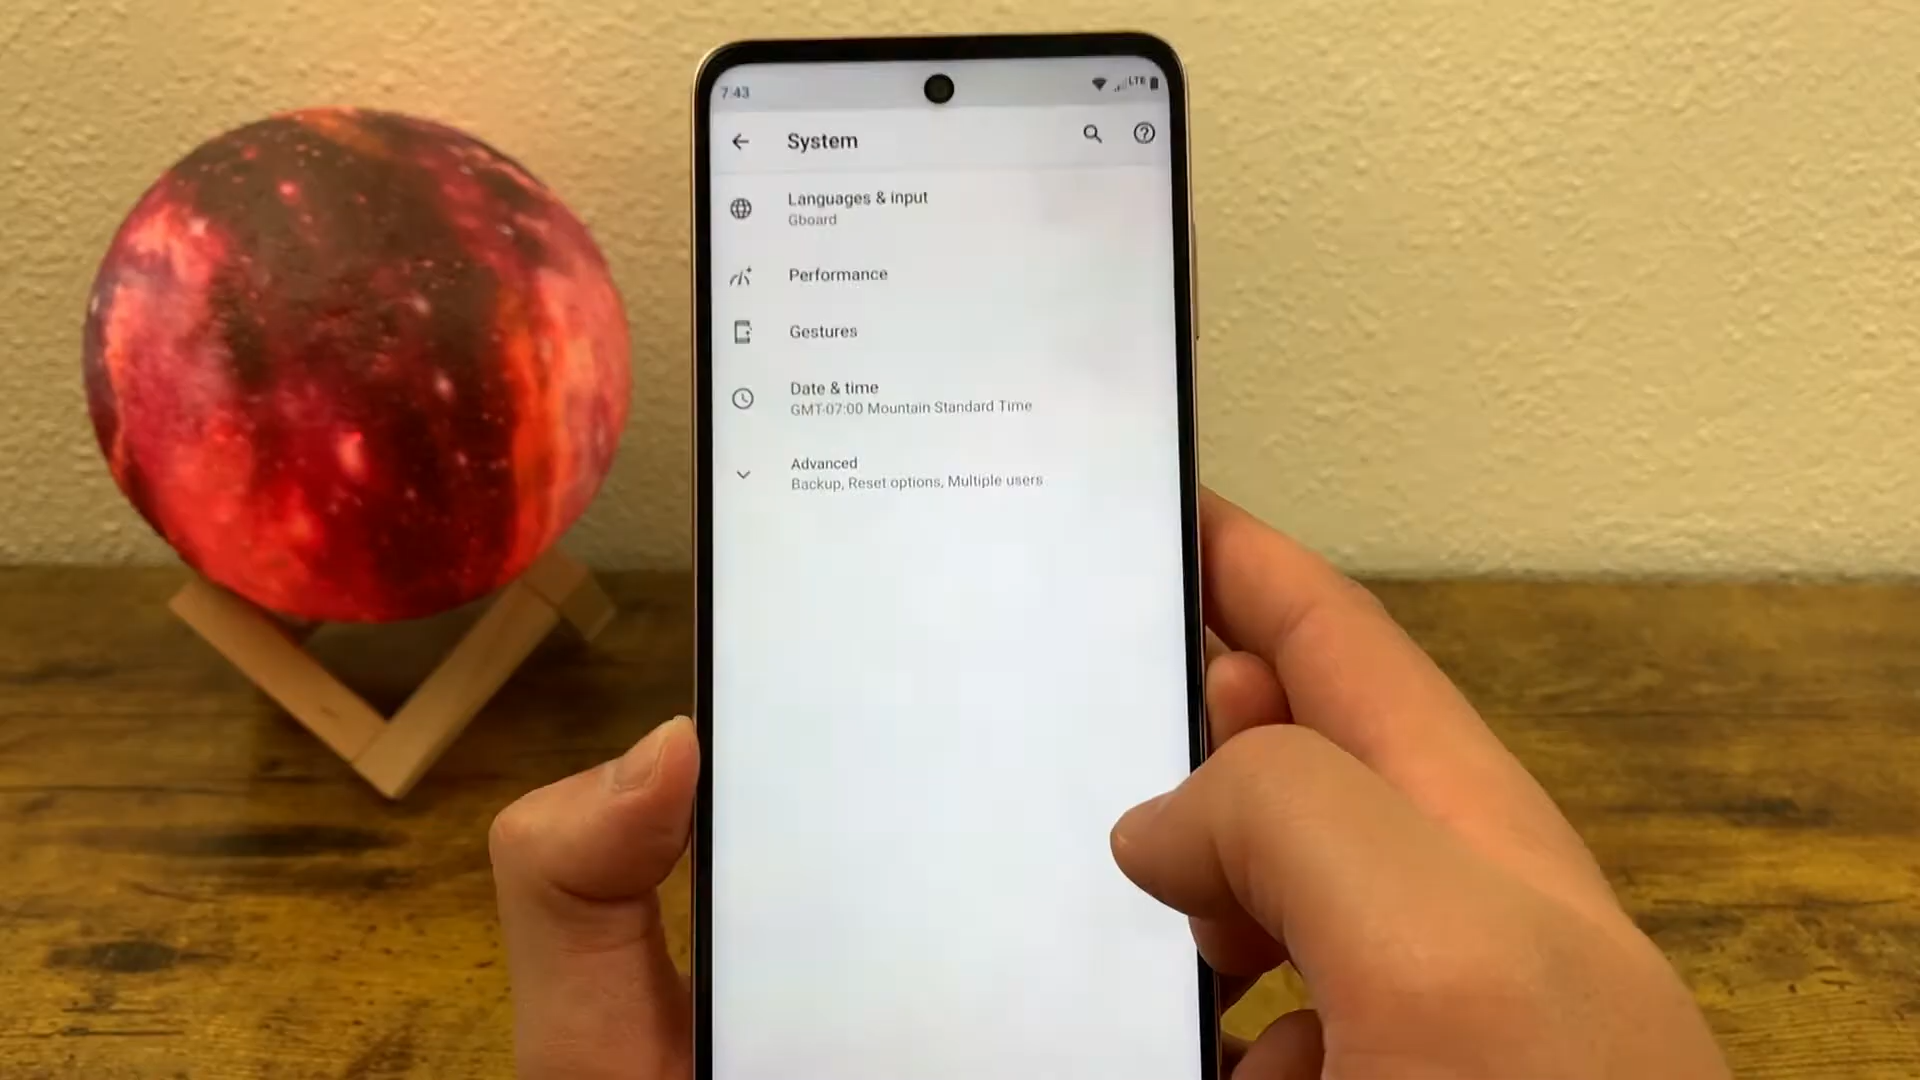 7:43
LTE
System
Languages & input
Gboard
Performance
Gestures
Date & time
GMT-07:00 Mountain Standard Time
Advanced
Backup, Reset options, Multiple users